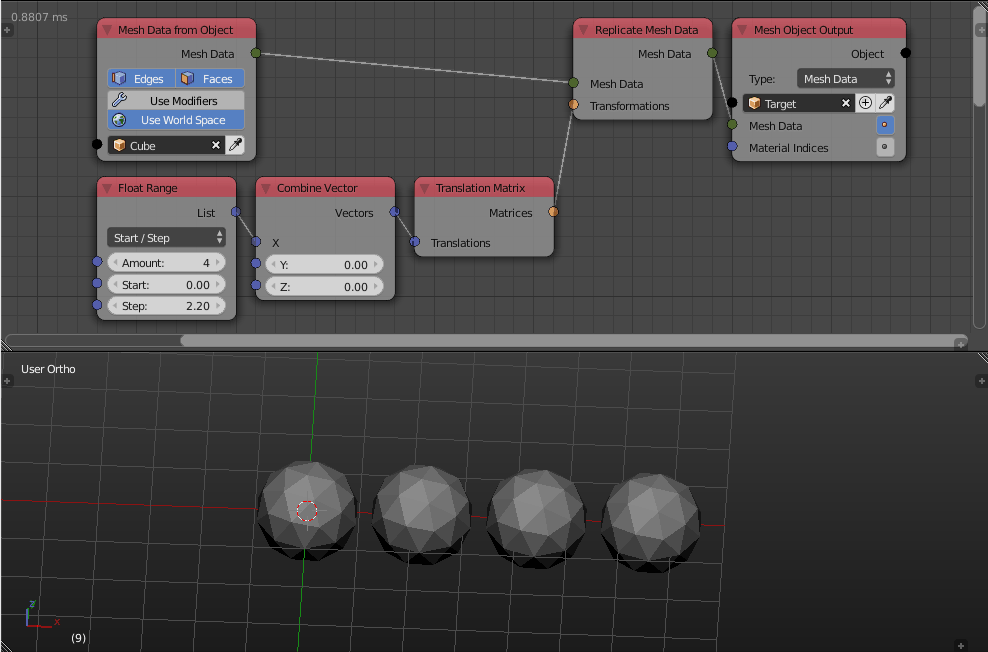 0.8807 ms
Mesh Data from Object
Mesh Data
Edges Faces
Use Modifiers
Use World Space
Cube
Replicate Mesh Data
Mesh Data
Mesh Data
Transformations
Mesh Object Output
Object
Type: Mesh Data
Target
Mesh Data
Material Indices
Float Range
List
Start / Step
Amount: 4
Start: 0.00
Step: 2.20
Combine Vector
Vectors
X
Y: 0.00
Z: 0.00
Translation Matrix
Matrices
Translations
User Ortho
z
x
(9)